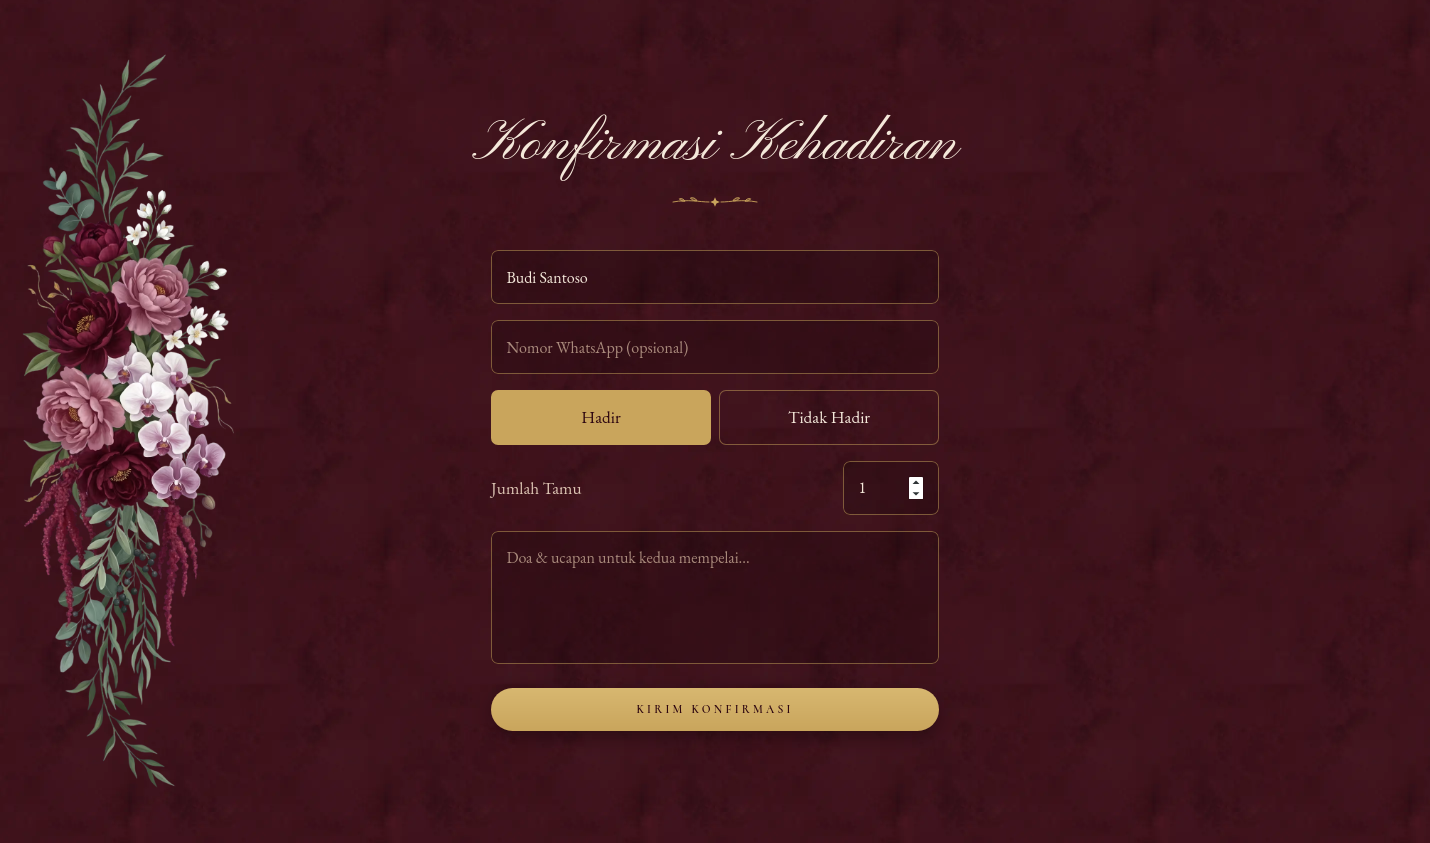 Konfirmasi Kehadiran
Budi Santoso
Nomor WhatsApp (opsional)
Hadir
Tidak Hadir
Jumlah Tamu
1
Doa & ucapan untuk kedua mempelai...
KIRIM KONFIRMASI